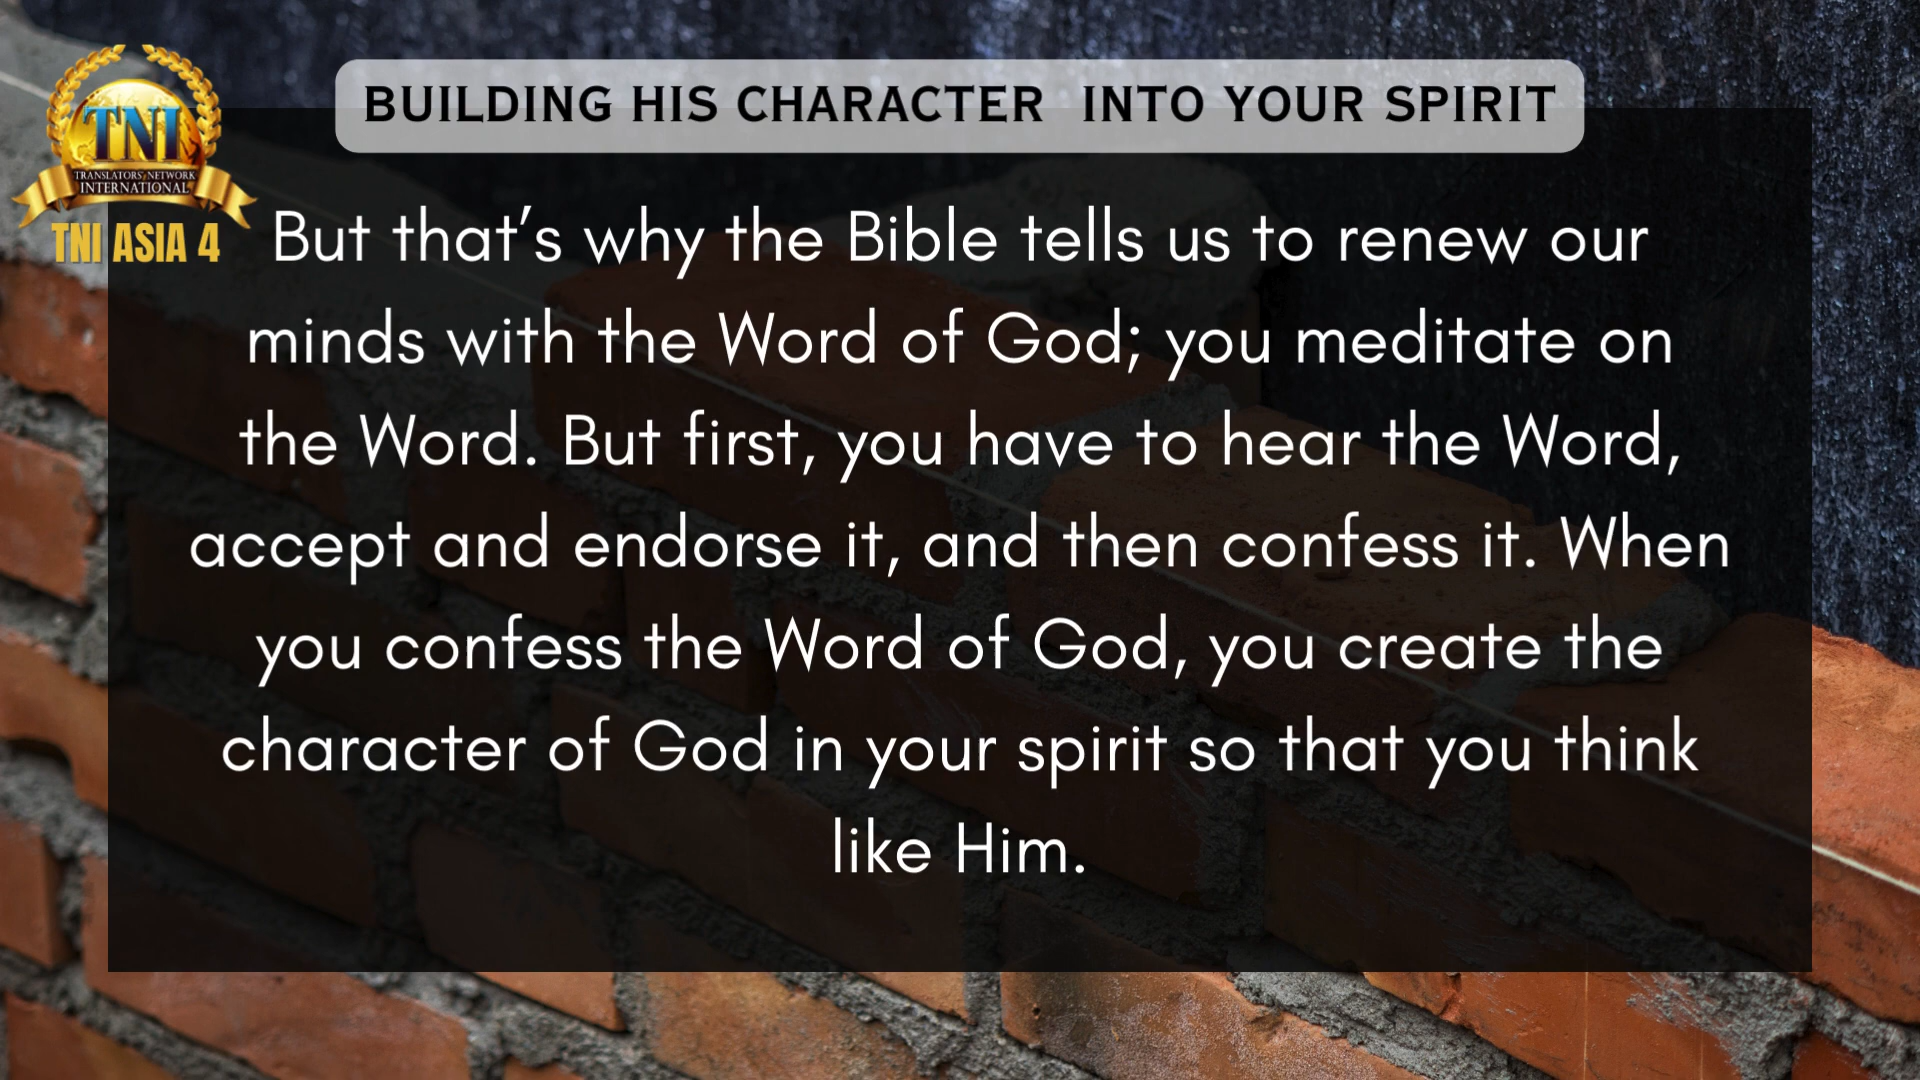 TNI
TRANSLATORS' NETWORK
INTERNATIONAL
TNI ASIA 4
BUILDING HIS CHARACTER INTO YOUR SPIRIT
But that’s why the Bible tells us to renew our
minds with the Word of God; you meditate on
the Word. But first, you have to hear the Word,
accept and endorse it, and then confess it. When
you confess the Word of God, you create the
character of God in your spirit so that you think
like Him.